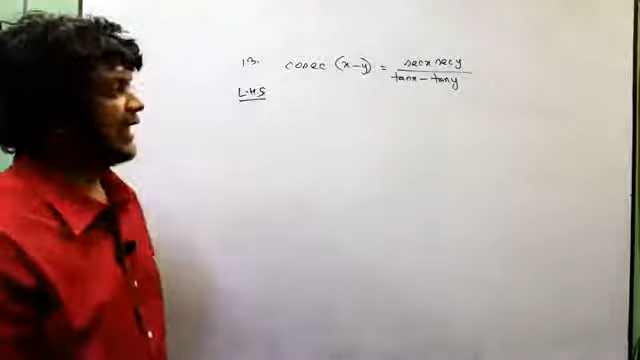 13. cosec (x-y) = secx secy / tanx - tany
L.H.S